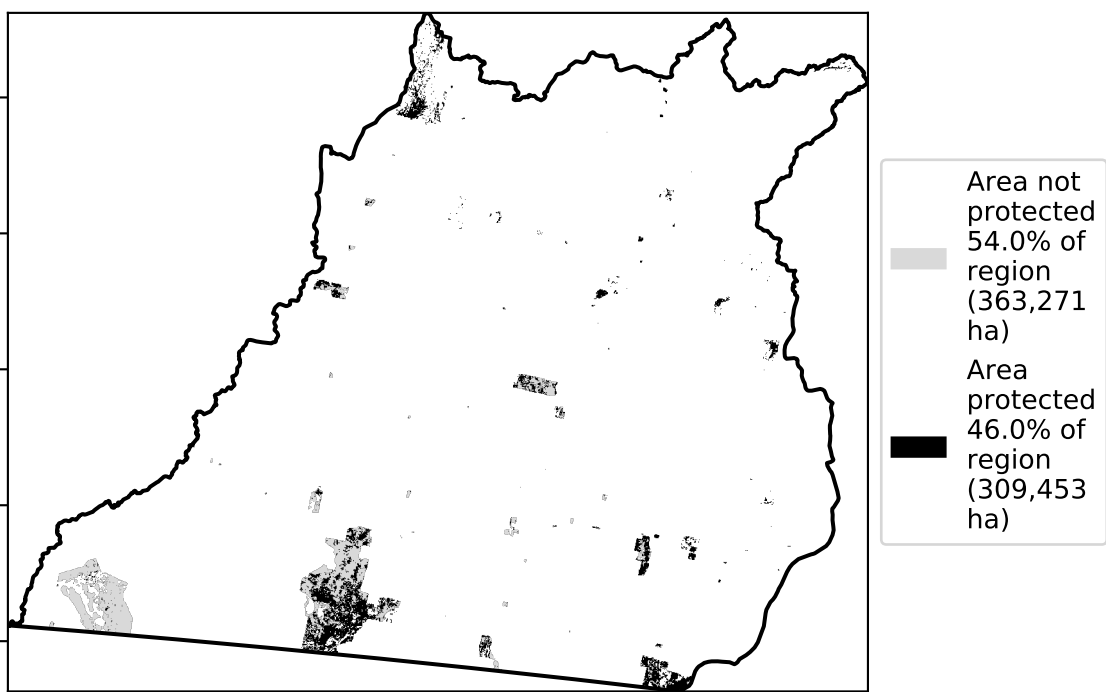 Area not
protected
54.0% of
region
(363,271
ha)
Area
protected
46.0% of
region
(309,453
ha)